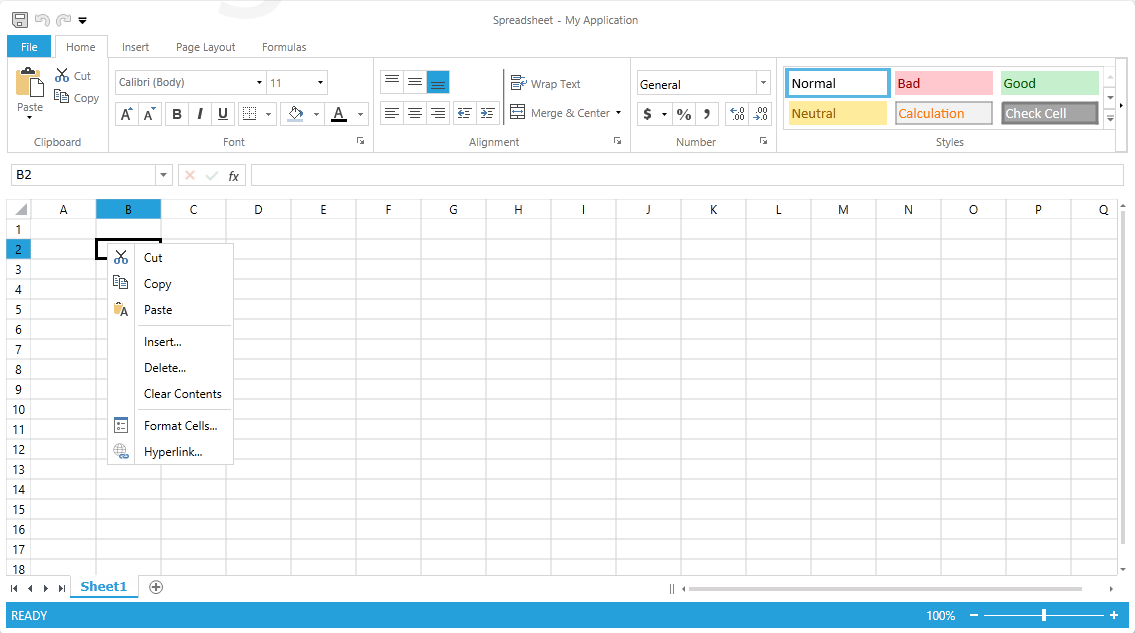 Spreadsheet - My Application
File Home Insert Page Layout Formulas
Paste
Cut
Copy
Clipboard
Calibri (Body) 11
A A B I U A
Font
Wrap Text
Merge & Center
Alignment
General
$ % , .00 .00
Number
Normal Bad Good
Neutral Calculation Check Cell
Styles
B2 fx
A B C D E F G H I J K L M N O P Q
1
2
3
4
5
6
7
8
9
10
11
12
13
14
15
16
17
18
Cut
Copy
Paste
Insert...
Delete...
Clear Contents
Format Cells...
Hyperlink...
Sheet1
READY 100%